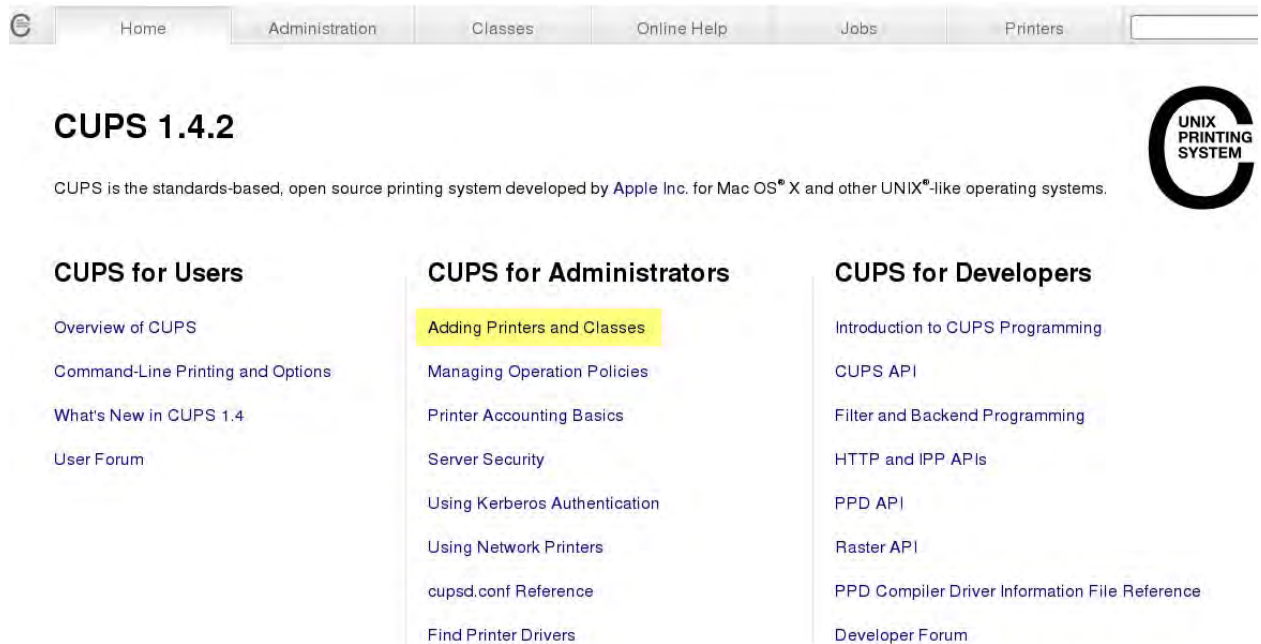 Home Administration Classes Online Help Jobs Printers
CUPS 1.4.2
UNIX
PRINTING
SYSTEM
CUPS is the standards-based, open source printing system developed by Apple Inc. for Mac OS® X and other UNIX®-like operating systems.
CUPS for Users
Overview of CUPS
Command-Line Printing and Options
What's New in CUPS 1.4
User Forum
CUPS for Administrators
Adding Printers and Classes
Managing Operation Policies
Printer Accounting Basics
Server Security
Using Kerberos Authentication
Using Network Printers
cupsd.conf Reference
Find Printer Drivers
CUPS for Developers
Introduction to CUPS Programming
CUPS API
Filter and Backend Programming
HTTP and IPP APIs
PPD API
Raster API
PPD Compiler Driver Information File Reference
Developer Forum